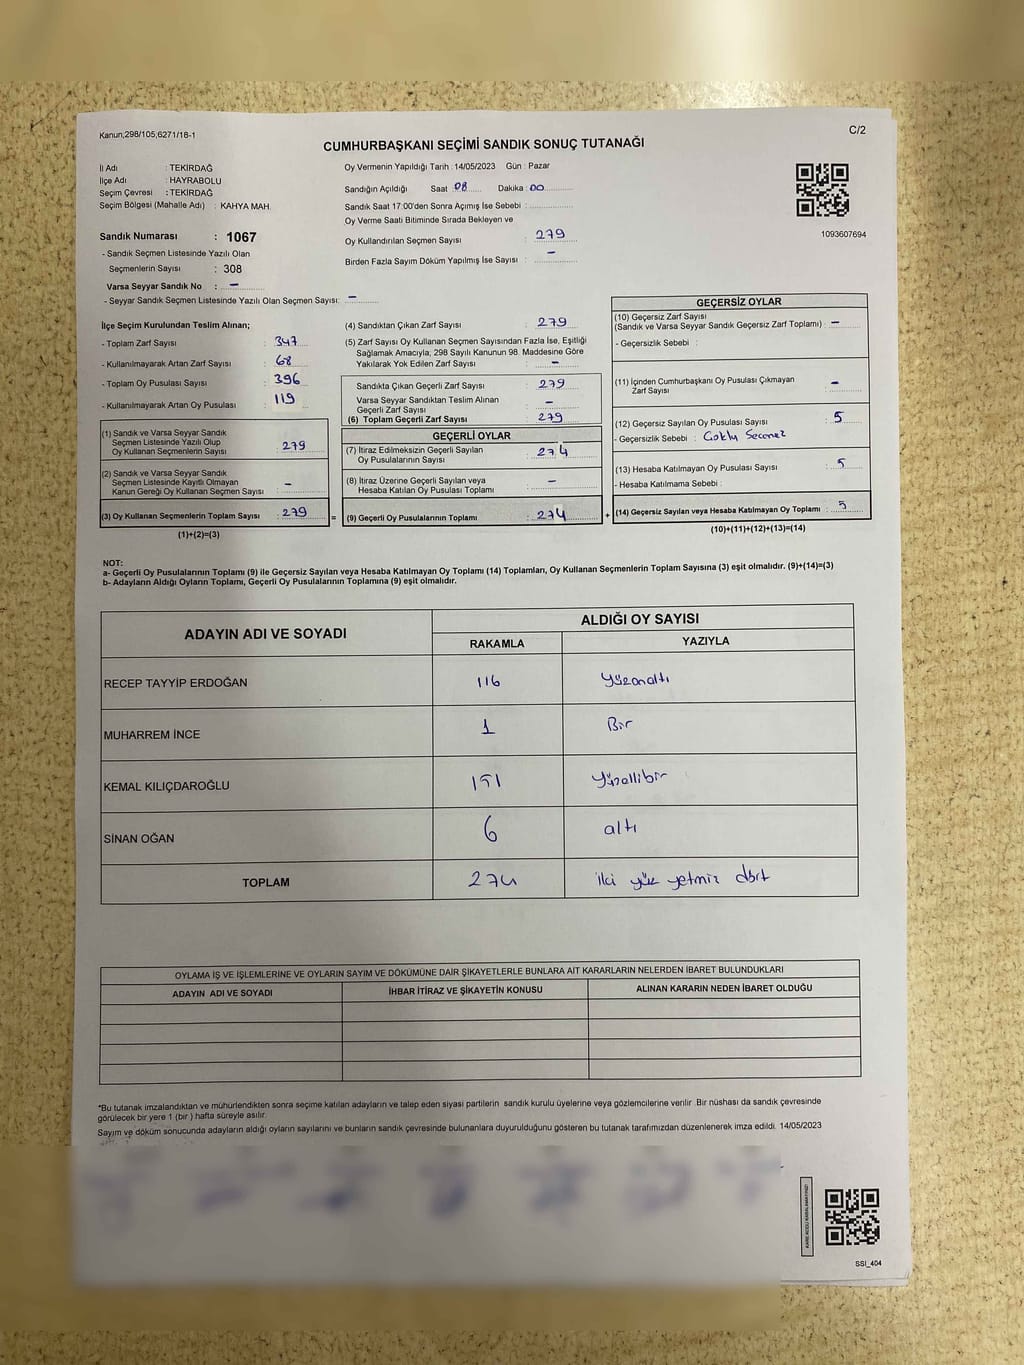 Kanun;298/105;6271/18-1
C/2
CUMHURBAŞKANI SEÇİMİ SANDIK SONUÇ TUTANAĞI
İl Adı : TEKİRDAĞ
İlçe Adı : HAYRABOLU
Seçim Çevresi : TEKİRDAĞ
Seçim Bölgesi (Mahalle Adı) : KAHYA MAH.
Sandık Numarası : 1067
- Sandık Seçmen Listesinde Yazılı Olan
Seçmenlerin Sayısı : 308
Varsa Seyyar Sandık No : –
- Seyyar Sandık Seçmen Listesinde Yazılı Olan Seçmen Sayısı: –
Oy Vermenin Yapıldığı Tarih : 14/05/2023 Gün : Pazar
Sandığın Açıldığı Saat 08 Dakika : 00
Sandık Saat 17:00'den Sonra Açılmış İse Sebebi :
Oy Verme Saati Bitiminde Sırada Bekleyen ve
Oy Kullandırılan Seçmen Sayısı : 279
Birden Fazla Sayım Döküm Yapılmış İse Sayısı : –
1093607694
İlçe Seçim Kurulundan Teslim Alınan;
- Toplam Zarf Sayısı : 347
- Kullanılmayarak Artan Zarf Sayısı : 68
- Toplam Oy Pusulası Sayısı : 396
- Kullanılmayarak Artan Oy Pusulası : 119
(1) Sandık ve Varsa Seyyar Sandık
Seçmen Listesinde Yazılı Olup
Oy Kullanan Seçmenlerin Sayısı : 279
(2) Sandık ve Varsa Seyyar Sandık
Seçmen Listesinde Kayıtlı Olmayan
Kanun Gereği Oy Kullanan Seçmen Sayısı : –
(3) Oy Kullanan Seçmenlerin Toplam Sayısı : 279
(1)+(2)=(3)
(4) Sandıktan Çıkan Zarf Sayısı : 279
(5) Zarf Sayısı Oy Kullanan Seçmen Sayısından Fazla İse, Eşitliği
Sağlamak Amacıyla; 298 Sayılı Kanunun 98. Maddesine Göre
Yakılarak Yok Edilen Zarf Sayısı : –
Sandıkta Çıkan Geçerli Zarf Sayısı : 279
Varsa Seyyar Sandıktan Teslim Alınan
Geçerli Zarf Sayısı : –
(6) Toplam Geçerli Zarf Sayısı : 279
GEÇERLİ OYLAR
(7) İtiraz Edilmeksizin Geçerli Sayılan
Oy Pusulalarının Sayısı : 274
(8) İtiraz Üzerine Geçerli Sayılan veya
Hesaba Katılan Oy Pusulası Toplamı : –
= (9) Geçerli Oy Pusulalarının Toplamı : 274
GEÇERSİZ OYLAR
(10) Geçersiz Zarf Sayısı
(Sandık ve Varsa Seyyar Sandık Geçersiz Zarf Toplamı) : –
- Geçersizlik Sebebi :
(11) İçinden Cumhurbaşkanı Oy Pusulası Çıkmayan
Zarf Sayısı : –
(12) Geçersiz Sayılan Oy Pusulası Sayısı : 5
- Geçersizlik Sebebi : Çoklu
(13) Hesaba Katılmayan Oy Pusulası Sayısı : 5
- Hesaba Katılmama Sebebi :
+ (14) Geçersiz Sayılan veya Hesaba Katılmayan Oy Toplamı : 5
(10)+(11)+(12)+(13)=(14)
NOT:
a- Geçerli Oy Pusulalarının Toplamı (9) ile Geçersiz Sayılan veya Hesaba Katılmayan Oy Toplamı (14) Toplamları, Oy Kullanan Seçmenlerin Toplam Sayısına (3) eşit olmalıdır. (9)+(14)=(3)
b- Adayların Aldığı Oyların Toplamı, Geçerli Oy Pusulalarının Toplamına (9) eşit olmalıdır.
ADAYIN ADI VE SOYADI
ALDIĞI OY SAYISI
RAKAMLA YAZIYLA
RECEP TAYYİP ERDOĞAN 116 Yüzonaltı
MUHARREM İNCE 1 Bir
KEMAL KILIÇDAROĞLU 151 Yüzellibir
SİNAN OĞAN 6 altı
TOPLAM 274 iki yüz yetmiş dört
OYLAMA İŞ VE İŞLEMLERİNE VE OYLARIN SAYIM VE DÖKÜMÜNE DAİR ŞİKAYETLERLE BUNLARA AİT KARARLARIN NELERDEN İBARET BULUNDUKLARI
ADAYIN ADI VE SOYADI İHBAR İTİRAZ VE ŞİKAYETİN KONUSU ALINAN KARARIN NEDEN İBARET OLDUĞU
*Bu tutanak imzalandıktan ve mühürlendikten sonra seçime katılan adayların ve talep eden siyasi partilerin sandık kurulu üyelerine veya gözlemcilerine verilir. Bir nüshası da sandık çevresinde
görülecek bir yere 1 (bir ) hafta süreyle asılır.
Sayım ve döküm sonucunda adayların aldığı oyların sayılarını ve bunların sandık çevresinde bulunanlara duyurulduğunu gösteren bu tutanak tarafımızdan düzenlenerek imza edildi. 14/05/2023
SSI_404